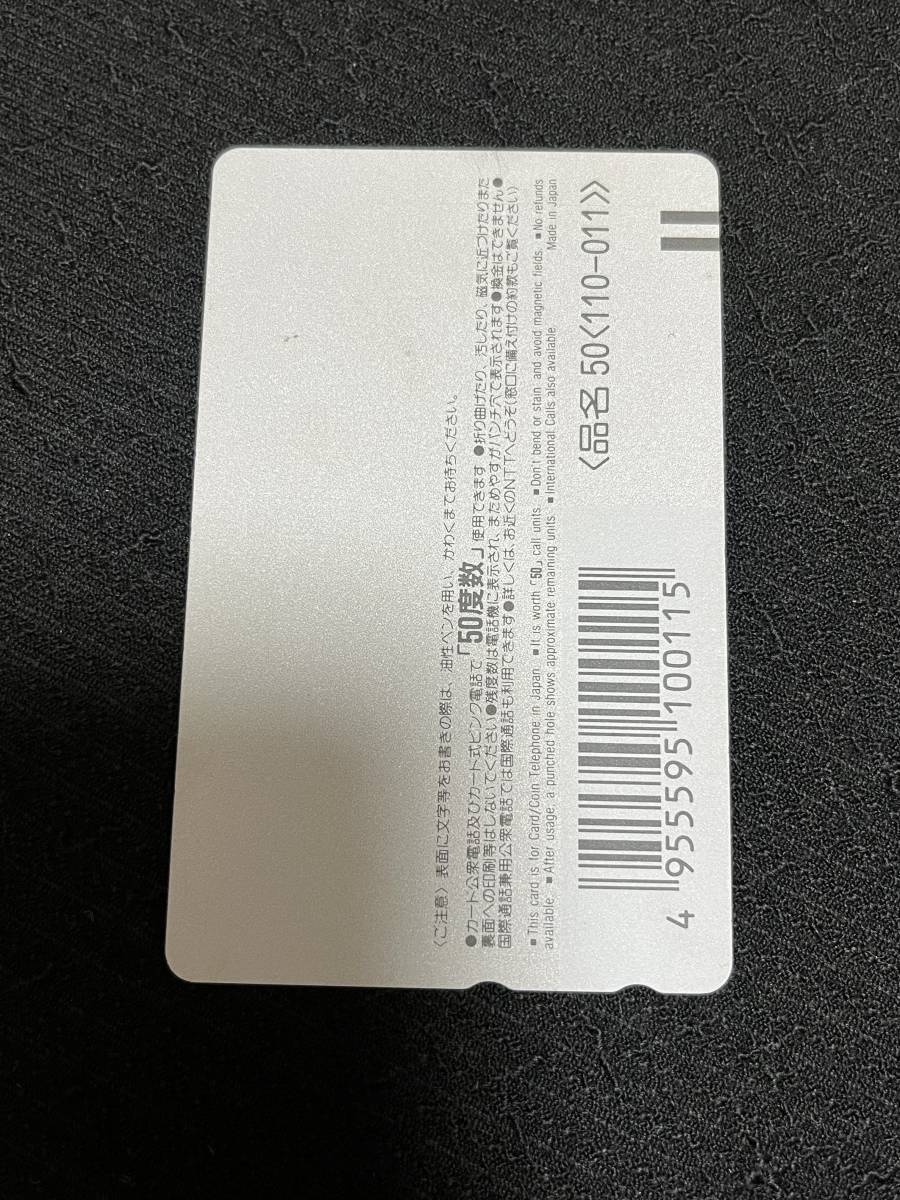 〈ご注意〉表面に文字等をお書きの際は、油性ペンを用い、かわくまでお待ちください。
●カード公衆電話及びカード式ピンク電話で「50度数」使用できます ●折り曲げたり、汚したり、磁気に近づけたりまた
裏面への印刷等はしないでください●残度数は電話機に表示され、まためやすがパンチ穴で表示されます●換金はできません●
国際通話兼用公衆電話では国際通話も利用できます●詳しくは、お近くのNTTへどうぞ(窓口に備え付けの約款もご覧ください)
■This card is for Card/Coin Telephone in Japan ■It is worth「50」call units. ■Don't bend or stain and avoid magnetic fields. ■No refunds
available. ■After usage, a punched hole shows approximate remaining units ■International Calls also available Made in Japan
〈品名 50〈110-011〉〉
4 955595 100115